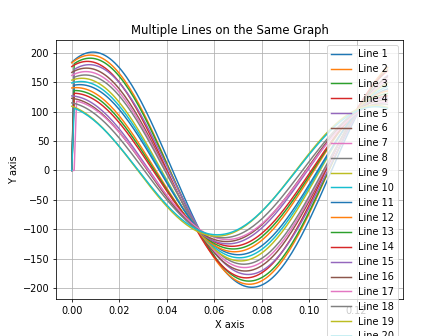 Multiple Lines on the Same Graph
200
150
100
50
0
−50
−100
−150
−200
Y axis
0.00
0.02
0.04
0.06
0.08
0.10
X axis
Line 1
Line 2
Line 3
Line 4
Line 5
Line 6
Line 7
Line 8
Line 9
Line 10
Line 11
Line 12
Line 13
Line 14
Line 15
Line 16
Line 17
Line 18
Line 19
Line 20